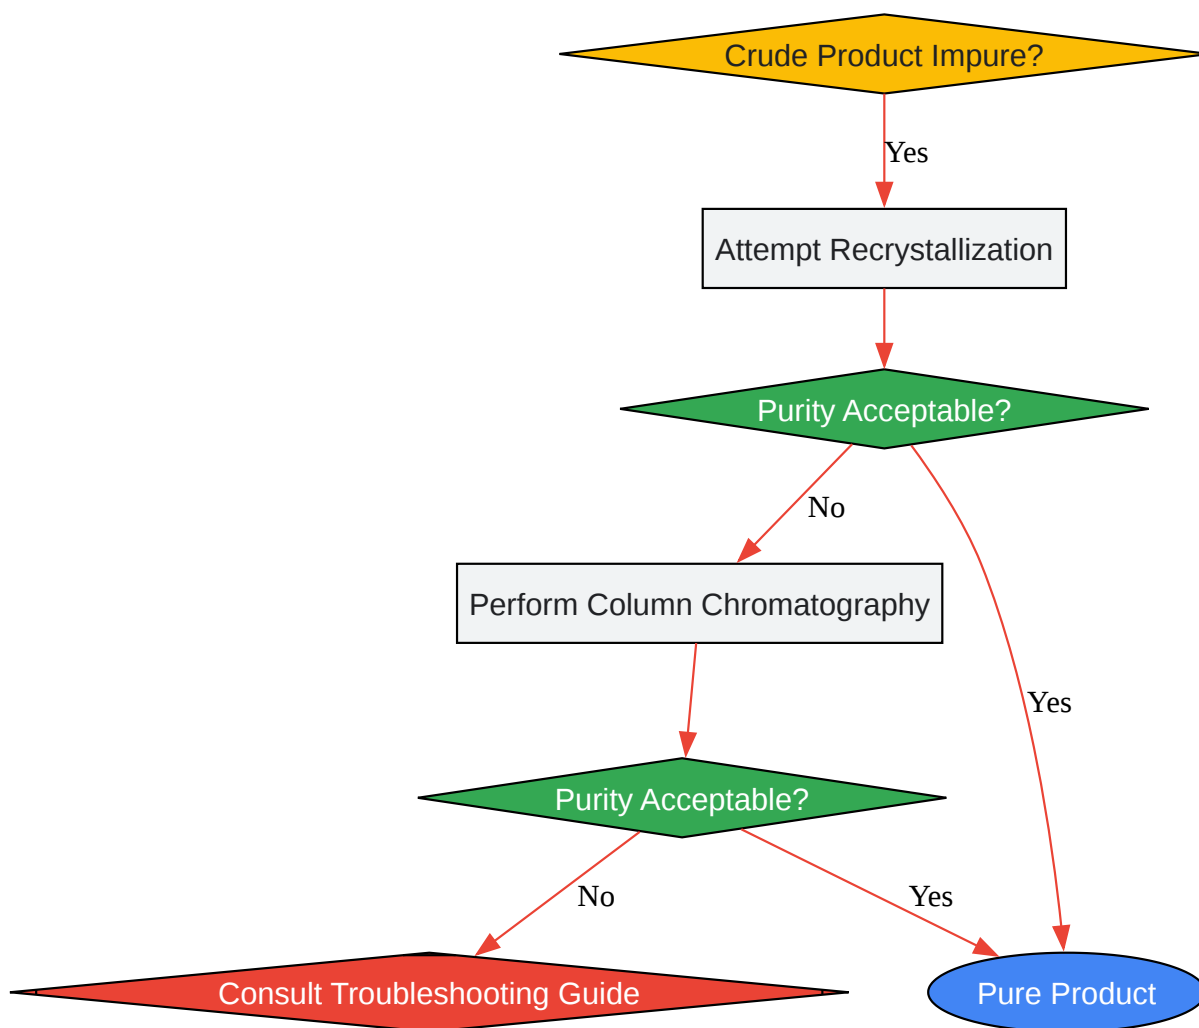 Crude Product Impure?
Yes
Attempt Recrystallization
Purity Acceptable?
No
Perform Column Chromatography
Yes
Purity Acceptable?
No
Yes
Consult Troubleshooting Guide
Pure Product